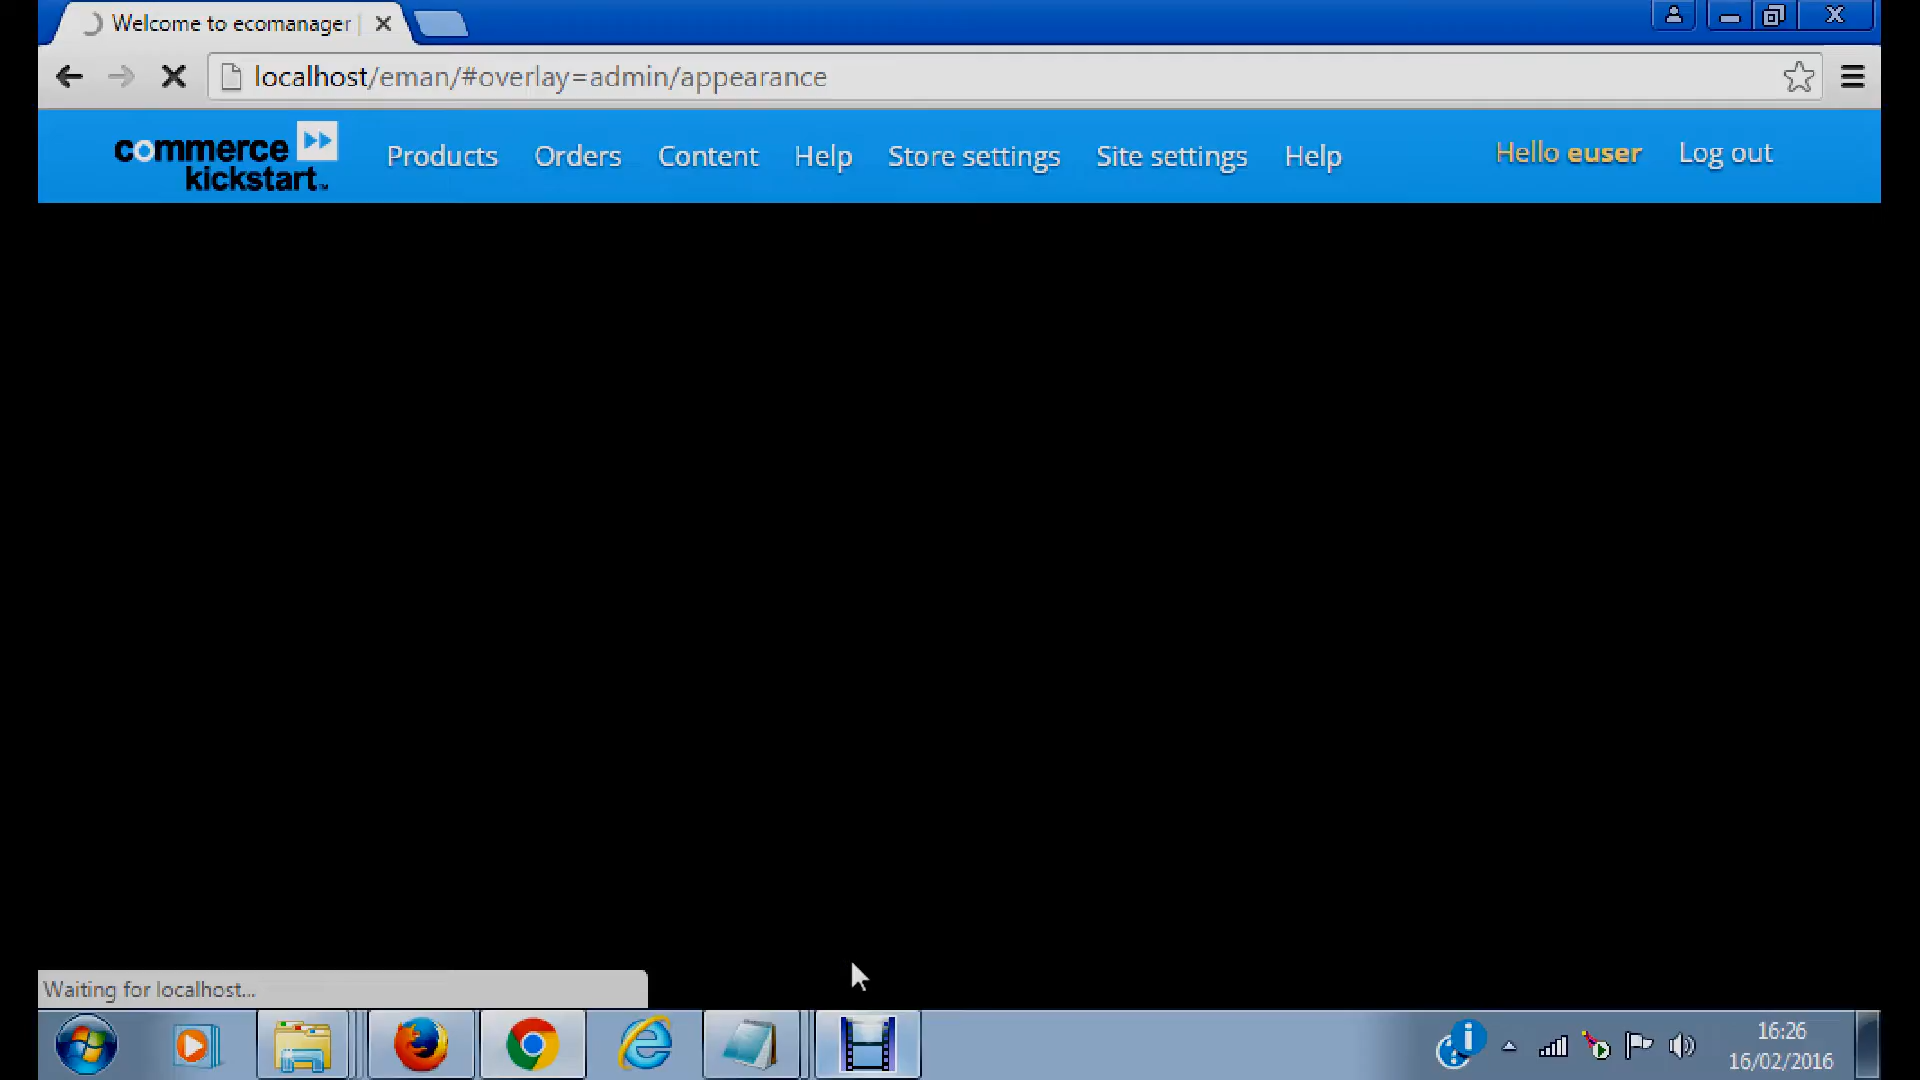 Welcome to ecomanager |
localhost/eman/#overlay=admin/appearance
commerce kickstart™
Products Orders Content Help Store settings Site settings Help
Hello euser Log out
Waiting for localhost...
16:26
16/02/2016